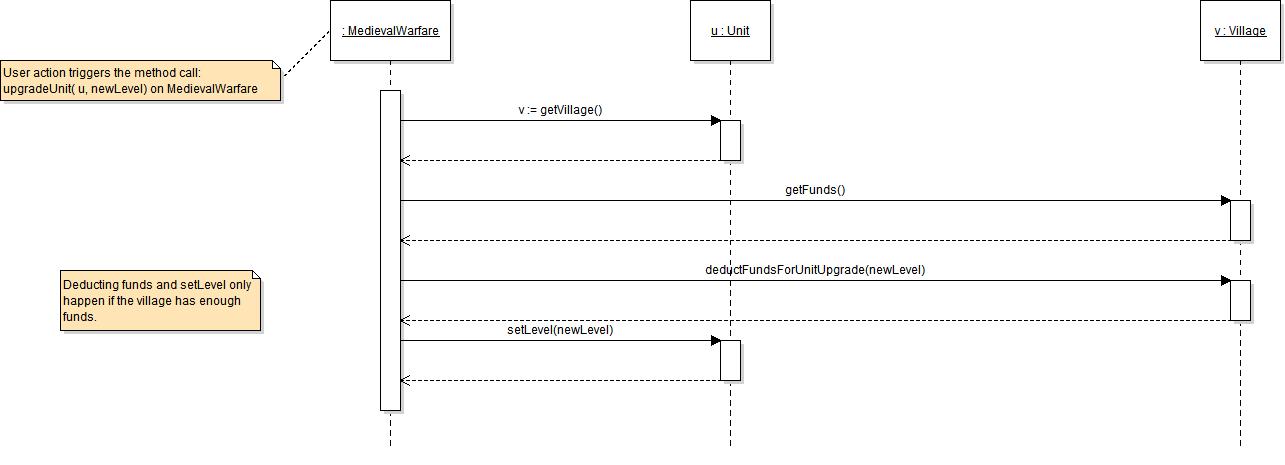 : MedievalWarfare
u : Unit
v : Village
User action triggers the method call:
upgradeUnit( u, newLevel) on MedievalWarfare
v := getVillage()
getFunds()
deductFundsForUnitUpgrade(newLevel)
Deducting funds and setLevel only
happen if the village has enough
funds.
setLevel(newLevel)